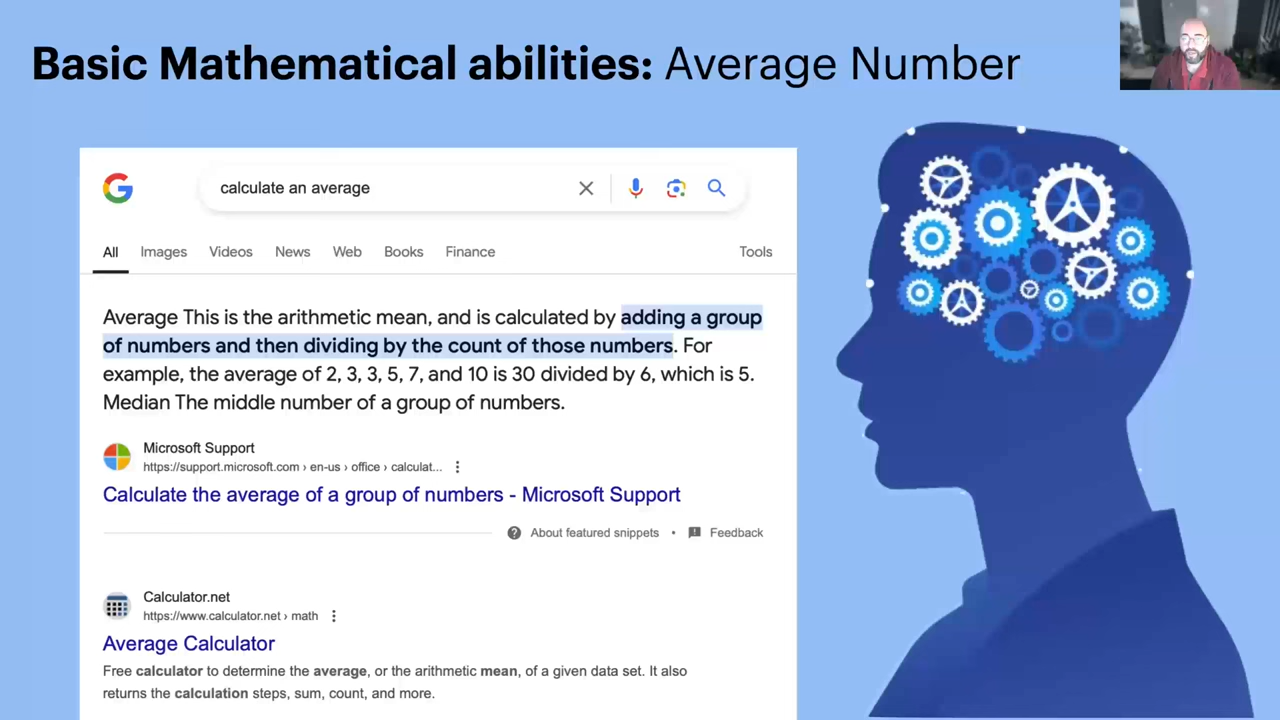 Basic Mathematical abilities: Average Number
calculate an average
All Images Videos News Web Books Finance Tools
Average This is the arithmetic mean, and is calculated by adding a group
of numbers and then dividing by the count of those numbers. For
example, the average of 2, 3, 3, 5, 7, and 10 is 30 divided by 6, which is 5.
Median The middle number of a group of numbers.
Microsoft Support
https://support.microsoft.com › en-us › office › calculat...
Calculate the average of a group of numbers - Microsoft Support
About featured snippets • Feedback
Calculator.net
https://www.calculator.net › math
Average Calculator
Free calculator to determine the average, or the arithmetic mean, of a given data set. It also
returns the calculation steps, sum, count, and more.